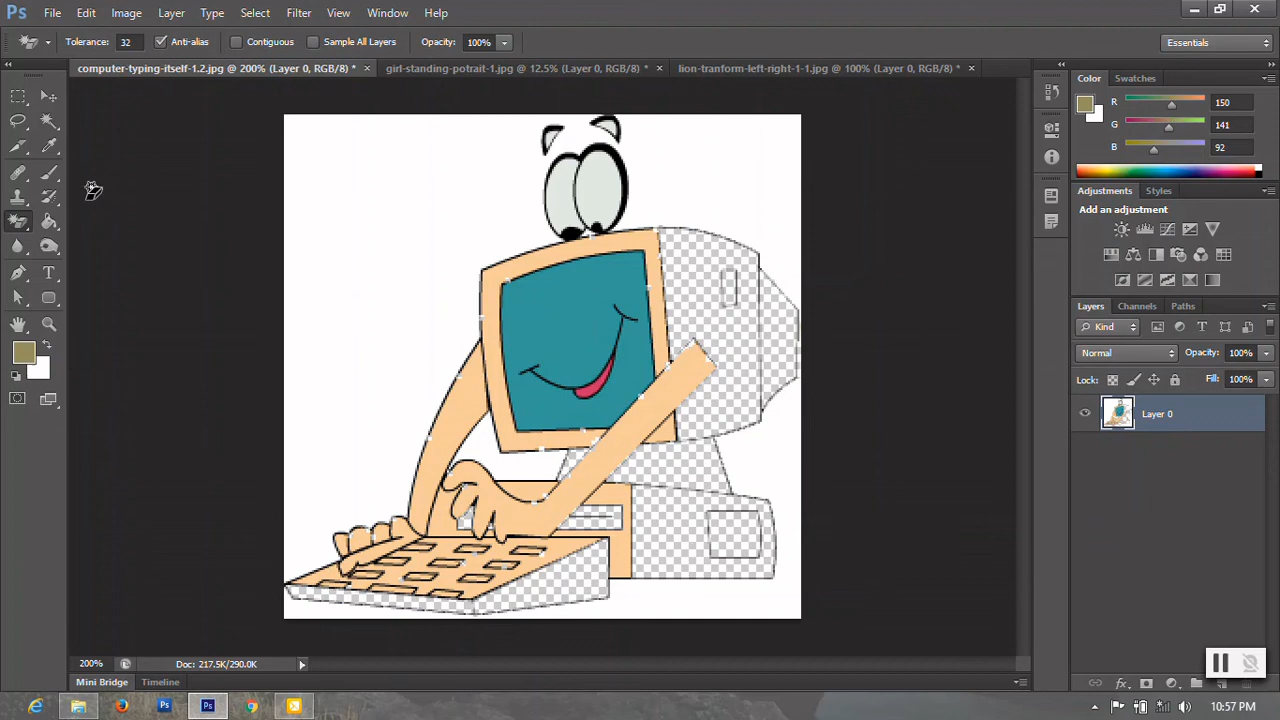 Ps File Edit Image Layer Type Select Filter View Window Help
Tolerance: 32 Anti-alias Contiguous Sample All Layers Opacity: 100% Essentials
computer-typing-itself-1.2.jpg @ 200% (Layer 0, RGB/8) * × girl-standing-potrait-1.jpg @ 12.5% (Layer 0, RGB/8) * × lion-tranform-left-right-1-1.jpg @ 100% (Layer 0, RGB/8) * ×
Color Swatches
R 150
G 141
B 92
Adjustments Styles
Add an adjustment
Layers Channels Paths
Kind
Normal Opacity: 100%
Lock: Fill: 100%
Layer 0
200% Doc: 217.5K/290.0K
Mini Bridge Timeline
10:57 PM